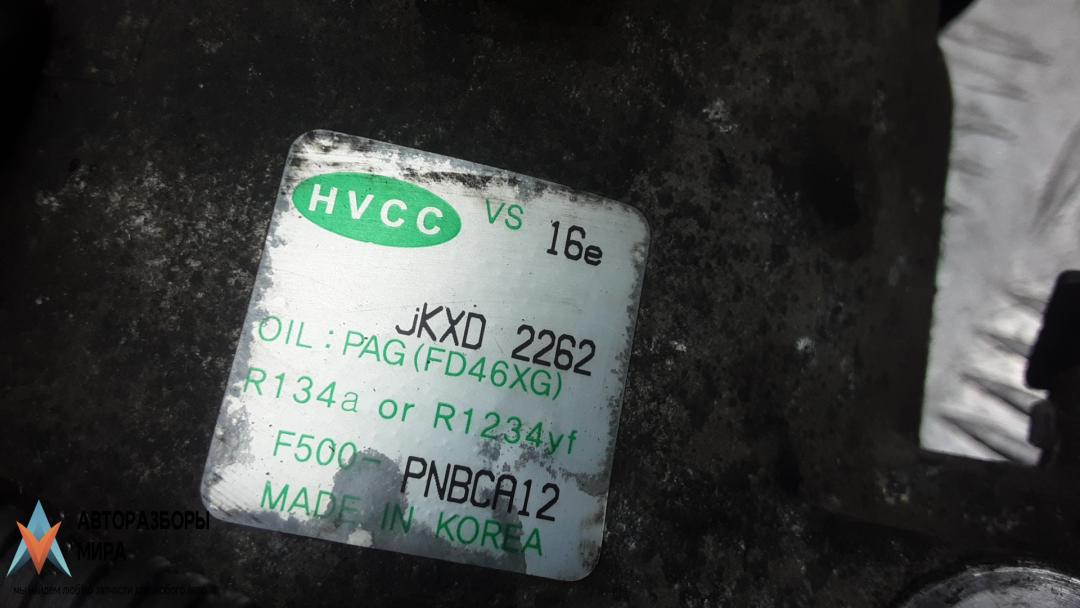 HVCC VS 16e
jKXD 2262
OIL : PAG (FD46XG)
R134a or R1234yf
F500- PNBCA12
MADE IN KOREA
АВТОРАЗБОРЫ
МИРА